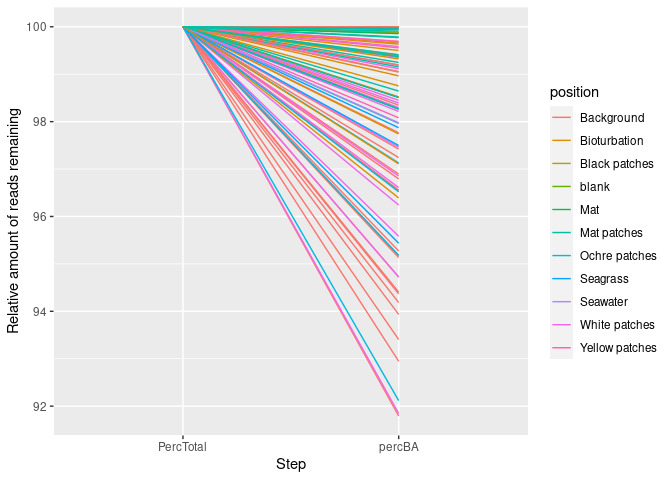 100
98
96
94
92
Relative amount of reads remaining
PercTotal
percBA
Step
position
Background
Bioturbation
Black patches
blank
Mat
Mat patches
Ochre patches
Seagrass
Seawater
White patches
Yellow patches